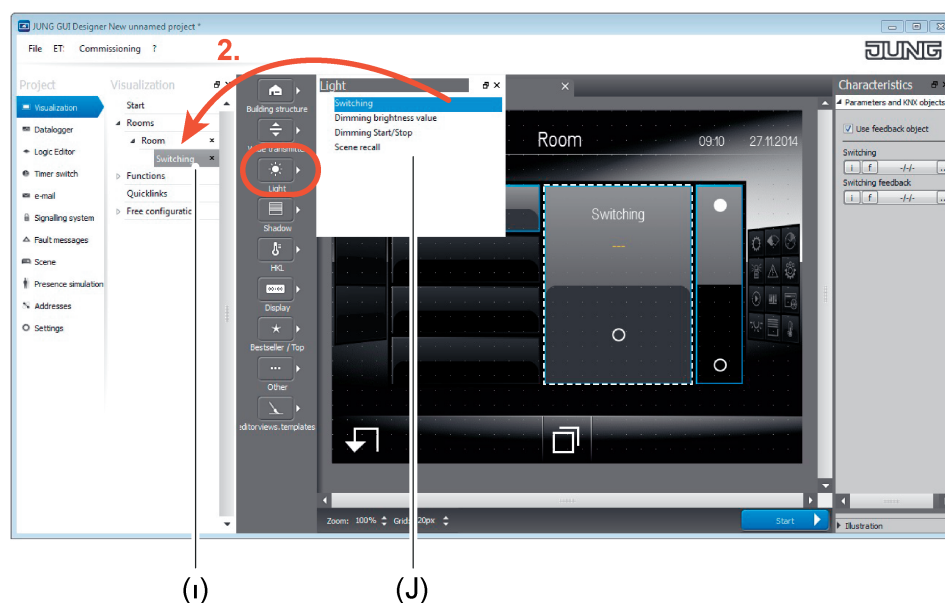 JUNG GUI Designer New unnamed project *
File ET: Commissioning ?
JUNG
2.
Project
Visualization
Datalogger
Logic Editor
Timer switch
e-mail
Signalling system
Fault messages
Scene
Presence simulation
Addresses
Settings
Visualization
Start
Rooms
Room
Switching
Functions
Quicklinks
Free configuratic
Building structure
Light
Shadow
HKL
Display
Bestseller / Top
Other
editorviews.templates
Light
Switching
Dimming brightness value
Dimming Start/Stop
Scene recall
Room
09:10 27.11.2014
Switching
---
Zoom: 100% Grid: 20px
Start
Characteristics
Parameters and KNX objects
Use feedback object
Switching
i f -/-/- ...
Switching feedback
i f -/-/- ...
Illustration
(I)
(J)